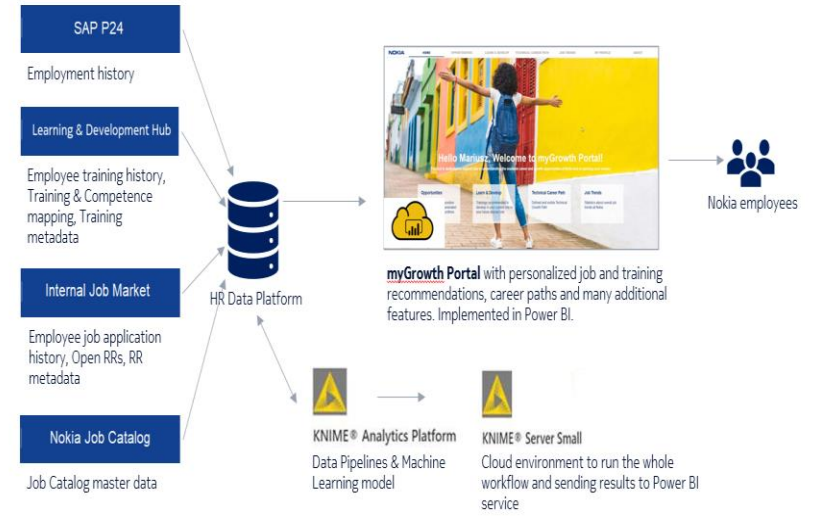 SAP P24
Employment history
Learning & Development Hub
Employee training history,
Training & Competence
mapping, Training
metadata
Internal Job Market
Employee job application
history, Open RRs, RR
metadata
Nokia Job Catalog
Job Catalog master data
HR Data Platform
NOKIA
HOME
Hello Mariusz, Welcome to myGrowth Portal!
Opportunities
Learn & Develop
Technical Career Path
Job Trends
myGrowth Portal with personalized job and training
recommendations, career paths and many additional
features. Implemented in Power BI.
Nokia employees
KNIME® Analytics Platform
Data Pipelines & Machine
Learning model
KNIME® Server Small
Cloud environment to run the whole
workflow and sending results to Power BI
service